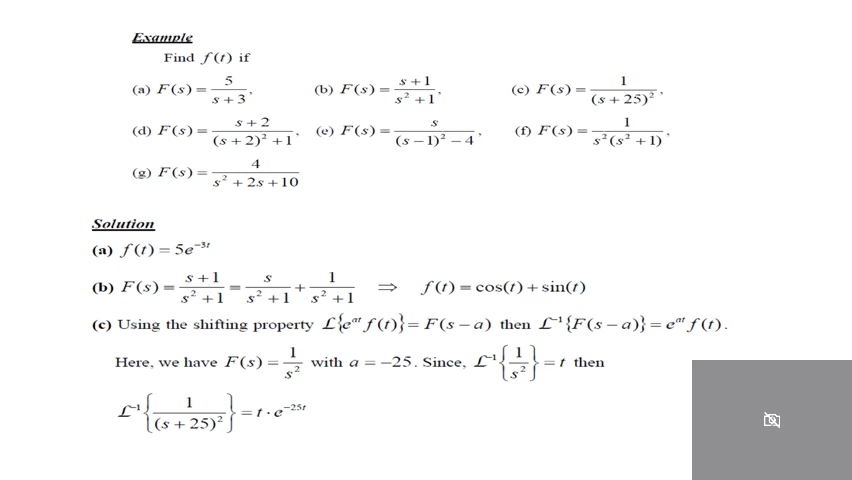 Example
Find f(t) if
(a) F(s) = 5/(s+3), (b) F(s) = (s+1)/(s²+1), (c) F(s) = 1/(s+25)²,
(d) F(s) = (s+2)/((s+2)²+1), (e) F(s) = s/((s−1)²−4), (f) F(s) = 1/(s²(s²+1)),
(g) F(s) = 4/(s²+2s+10)
Solution
(a) f(t) = 5e⁻³ᵗ
(b) F(s) = (s+1)/(s²+1) = s/(s²+1) + 1/(s²+1) ⇒ f(t) = cos(t) + sin(t)
(c) Using the shifting property ℒ{eᵃᵗ f(t)} = F(s−a) then ℒ⁻¹{F(s−a)} = eᵃᵗ f(t).
Here, we have F(s) = 1/s² with a = −25. Since, ℒ⁻¹{1/s²} = t then
ℒ⁻¹{1/(s+25)²} = t·e⁻²⁵ᵗ